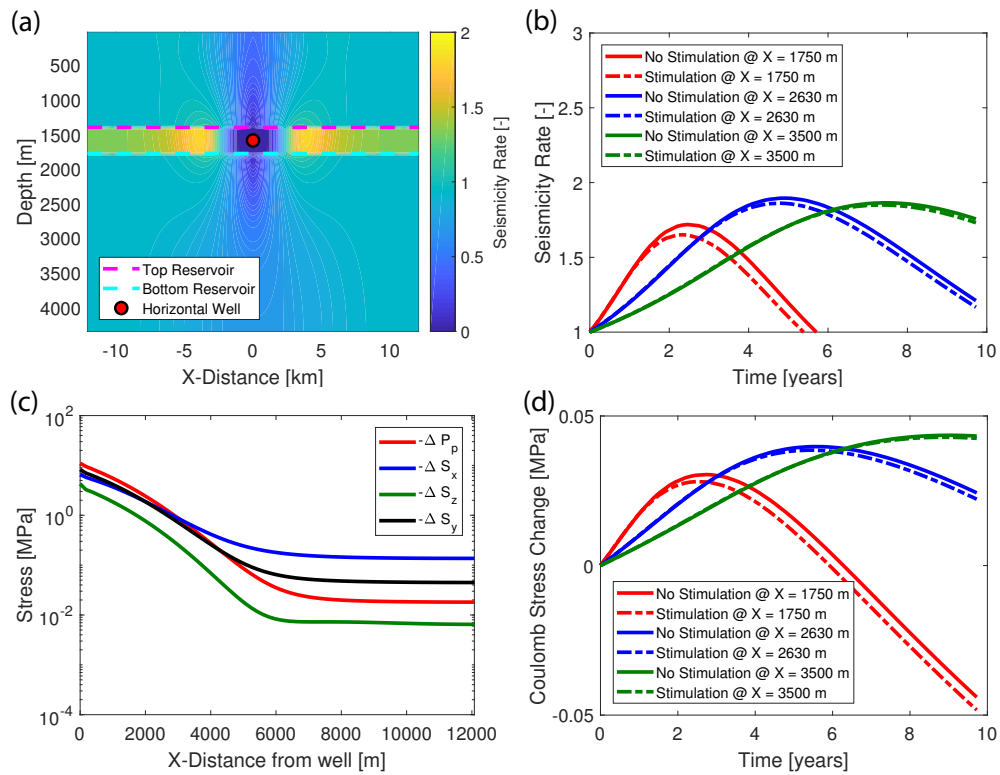 (a)
500
1000
1500
2000
2500
3000
3500
4000
Depth [m]
Top Reservoir
Bottom Reservoir
Horizontal Well
-10
-5
0
5
10
X-Distance [km]
2
1.5
1
0.5
0
Seismicity Rate [-]
(b)
3
2.5
2
1.5
1
Seismicity Rate [-]
No Stimulation @ X = 1750 m
Stimulation @ X = 1750 m
No Stimulation @ X = 2630 m
Stimulation @ X = 2630 m
No Stimulation @ X = 3500 m
Stimulation @ X = 3500 m
0
2
4
6
8
10
Time [years]
(c)
10^2
10^0
10^-2
10^-4
Stress [MPa]
-Δ P_p
-Δ S_x
-Δ S_z
-Δ S_y
0
2000
4000
6000
8000
10000
12000
X-Distance from well [m]
(d)
0.05
0
-0.05
Coulomb Stress Change [MPa]
No Stimulation @ X = 1750 m
Stimulation @ X = 1750 m
No Stimulation @ X = 2630 m
Stimulation @ X = 2630 m
No Stimulation @ X = 3500 m
Stimulation @ X = 3500 m
0
2
4
6
8
10
Time [years]